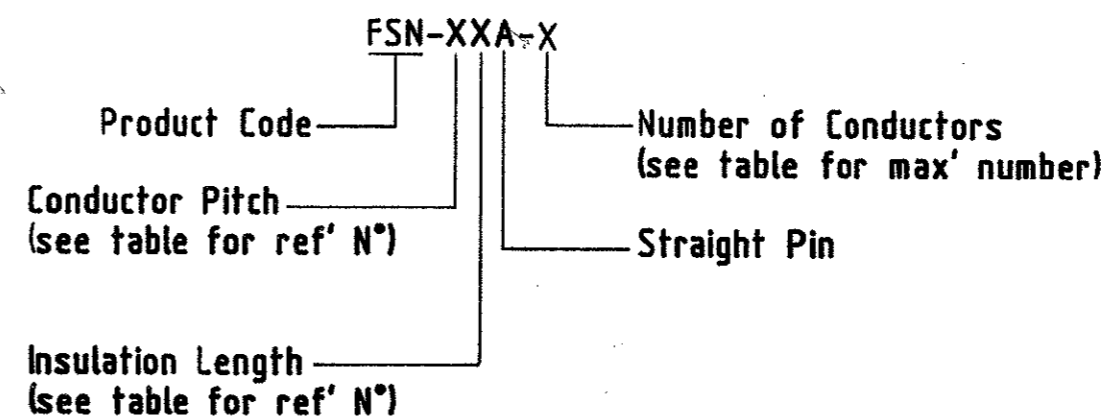 FSN-XXA-X
Product Code
Number of Conductors
(see table for max' number)
Conductor Pitch
(see table for ref' N°)
Straight Pin
Insulation Length
(see table for ref' N°)